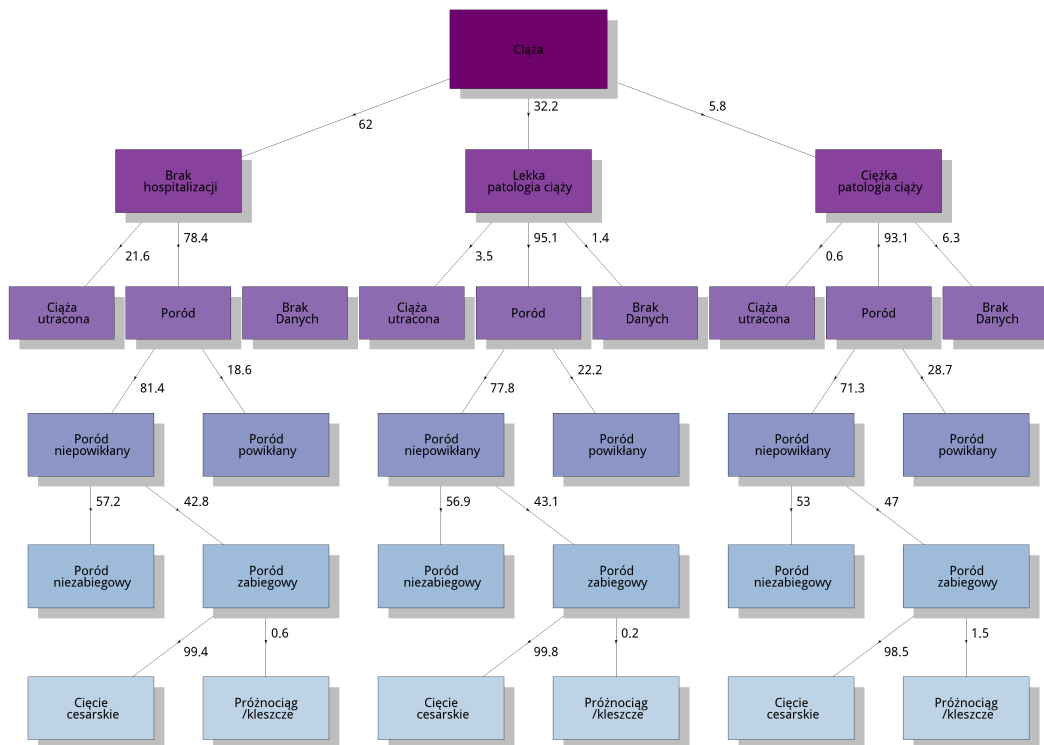 Ciąża
62
32.2
5.8
Brak
hospitalizacji
Lekka
patologia ciąży
Ciężka
patologia ciąży
21.6
78.4
3.5
95.1
1.4
0.6
93.1
6.3
Ciąża
utracona
Poród
Brak
Danych
Ciąża
utracona
Poród
Brak
Danych
Ciąża
utracona
Poród
Brak
Danych
81.4
18.6
77.8
22.2
71.3
28.7
Poród
niepowikłany
Poród
powikłany
Poród
niepowikłany
Poród
powikłany
Poród
niepowikłany
Poród
powikłany
57.2
42.8
56.9
43.1
53
47
Poród
niezabiegowy
Poród
zabiegowy
Poród
niezabiegowy
Poród
zabiegowy
Poród
niezabiegowy
Poród
zabiegowy
99.4
0.6
99.8
0.2
98.5
1.5
Cięcie
cesarskie
Próżnociąg
/kleszcze
Cięcie
cesarskie
Próżnociąg
/kleszcze
Cięcie
cesarskie
Próżnociąg
/kleszcze